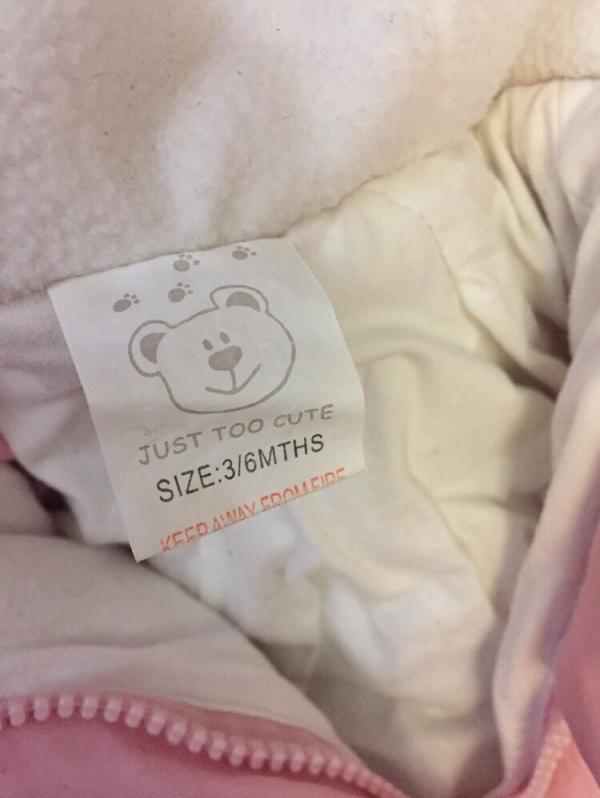 JUST TOO CUTE
SIZE:3/6MTHS
KEEP AWAY FROM FIRE